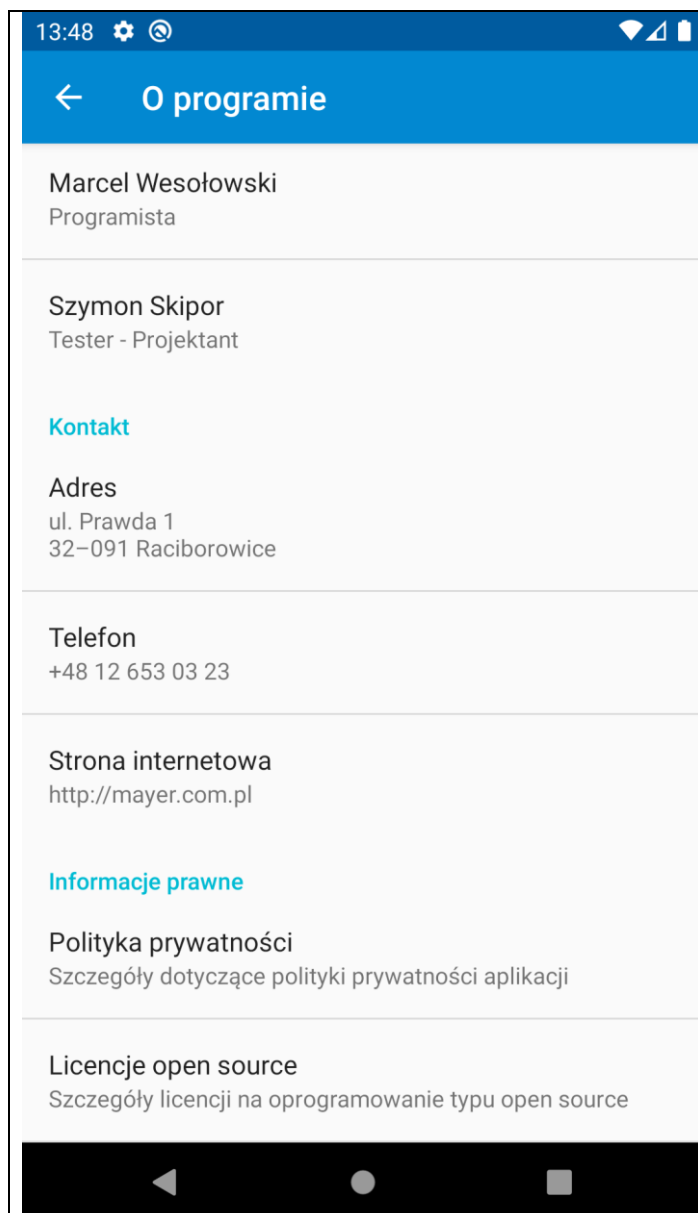 13:48
O programie
Marcel Wesołowski
Programista
Szymon Skipor
Tester - Projektant
Kontakt
Adres
ul. Prawda 1
32–091 Raciborowice
Telefon
+48 12 653 03 23
Strona internetowa
http://mayer.com.pl
Informacje prawne
Polityka prywatności
Szczegóły dotyczące polityki prywatności aplikacji
Licencje open source
Szczegóły licencji na oprogramowanie typu open source